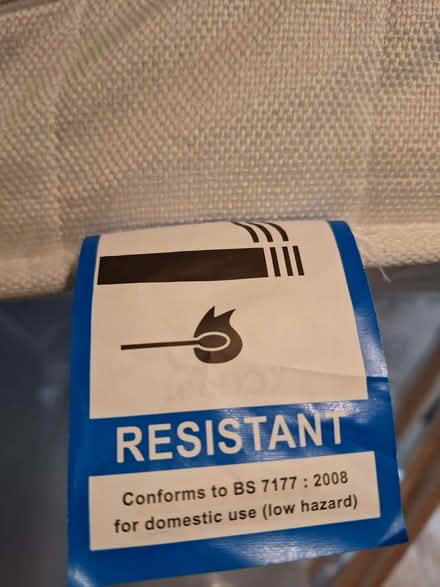 RESISTANT
Conforms to BS 7177 : 2008
for domestic use (low hazard)